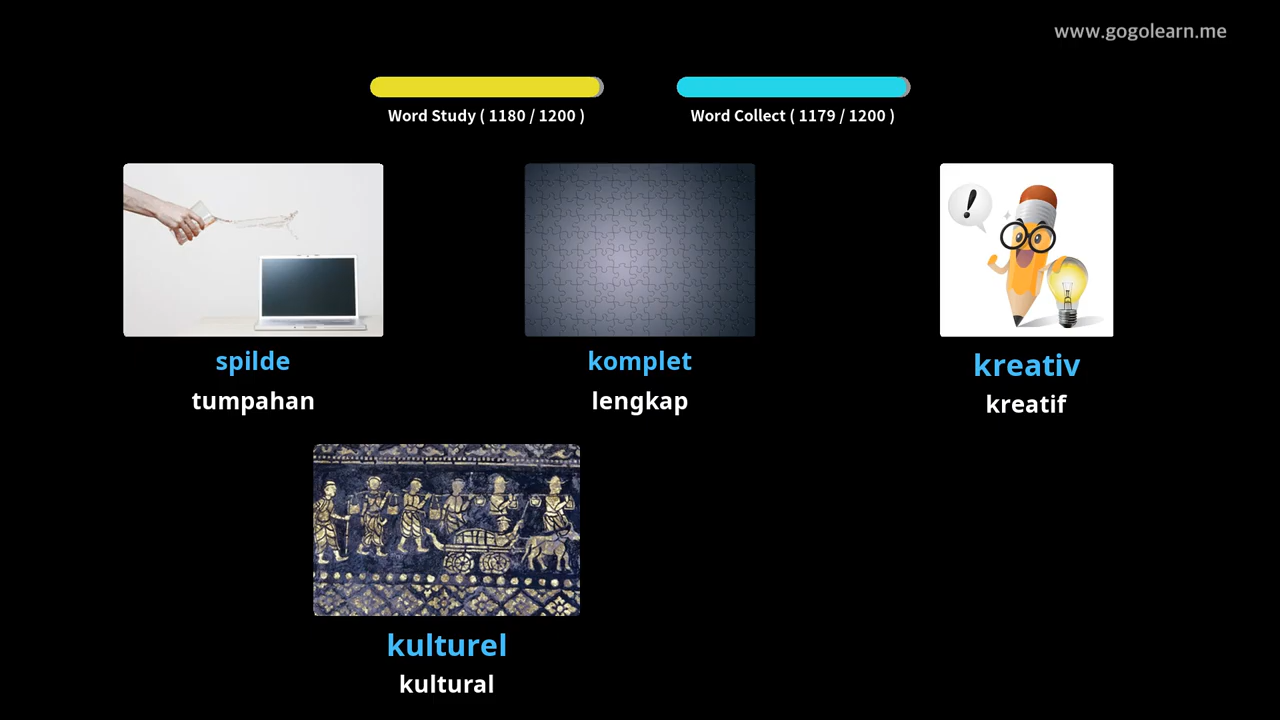 www.gogolearn.me
Word Study ( 1180 / 1200 )
Word Collect ( 1179 / 1200 )
spilde
tumpahan
komplet
lengkap
kreativ
kreatif
!
kulturel
kultural